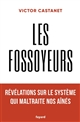 VICTOR CASTANET
LES
FOSSOYEURS
RÉVÉLATIONS SUR LE SYSTÈME
QUI MALTRAITE NOS AÎNÉS
fayard